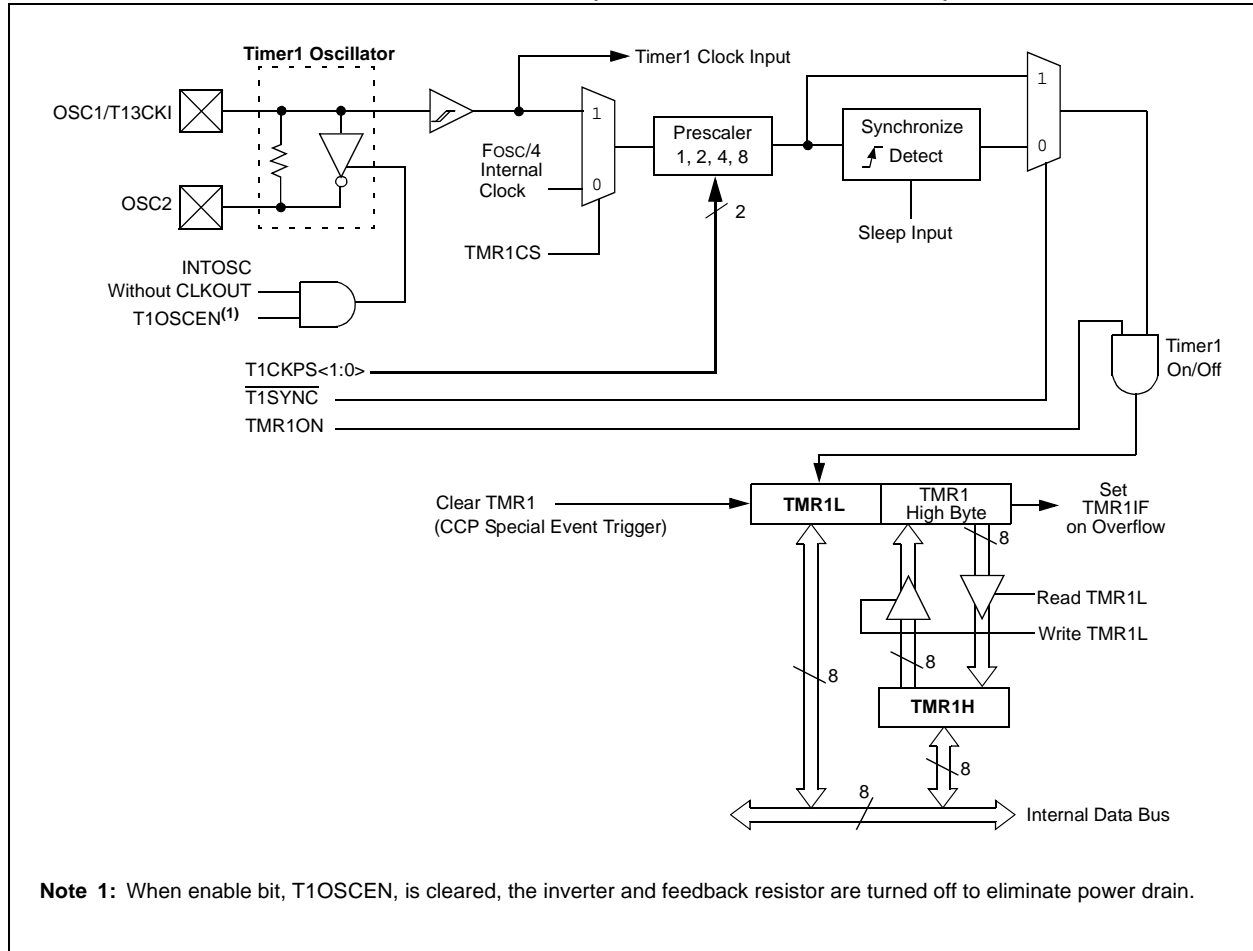 Timer1 Oscillator
Timer1 Clock Input
OSC1/T13CKI
1
FOSC/4
Internal
Clock
0
Prescaler
1, 2, 4, 8
Synchronize
Detect
1
0
OSC2
2
Sleep Input
TMR1CS
INTOSC
Without CLKOUT
T1OSCEN(1)
Timer1
On/Off
T1CKPS<1:0>
T1SYNC
TMR1ON
Clear TMR1
(CCP Special Event Trigger)
TMR1L
TMR1
High Byte
Set
TMR1IF
on Overflow
8
Read TMR1L
Write TMR1L
8
8
TMR1H
8
8
Internal Data Bus
Note 1: When enable bit, T1OSCEN, is cleared, the inverter and feedback resistor are turned off to eliminate power drain.